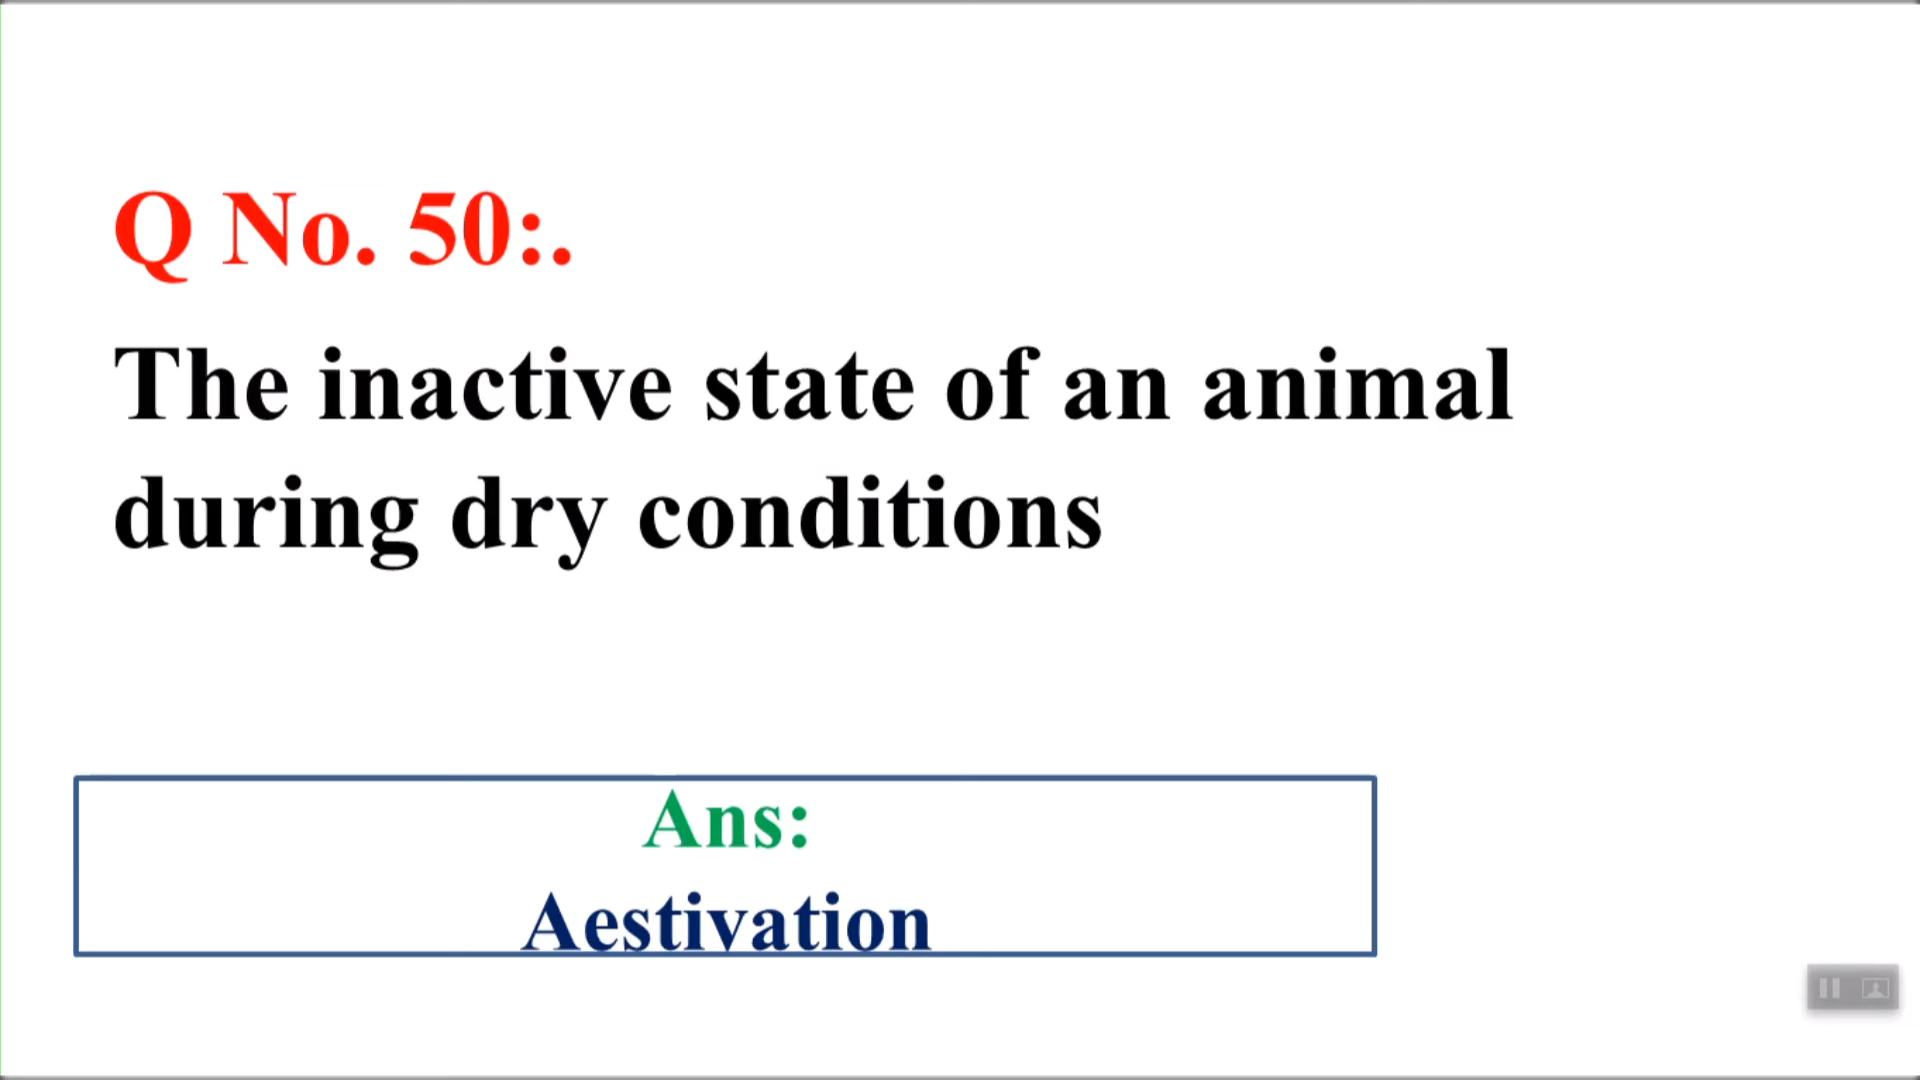 Q No. 50:.
The inactive state of an animal
during dry conditions
Ans:
Aestivation